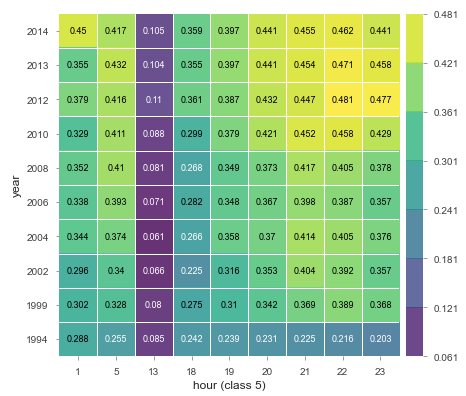 2014 0.45 0.417 0.105 0.359 0.397 0.441 0.455 0.462 0.441
2013 0.355 0.432 0.104 0.355 0.397 0.441 0.454 0.471 0.458
2012 0.379 0.416 0.11 0.361 0.387 0.432 0.447 0.481 0.477
2010 0.329 0.411 0.088 0.299 0.379 0.421 0.452 0.458 0.429
2008 0.352 0.41 0.081 0.268 0.349 0.373 0.417 0.405 0.378
2006 0.338 0.393 0.071 0.282 0.348 0.367 0.398 0.387 0.357
2004 0.344 0.374 0.061 0.266 0.358 0.37 0.414 0.405 0.376
2002 0.296 0.34 0.066 0.225 0.316 0.353 0.404 0.392 0.357
1999 0.302 0.328 0.08 0.275 0.31 0.342 0.369 0.389 0.368
1994 0.288 0.255 0.085 0.242 0.239 0.231 0.225 0.216 0.203
1 5 13 18 19 20 21 22 23
hour (class 5)
year
0.481
0.421
0.361
0.301
0.241
0.181
0.121
0.061